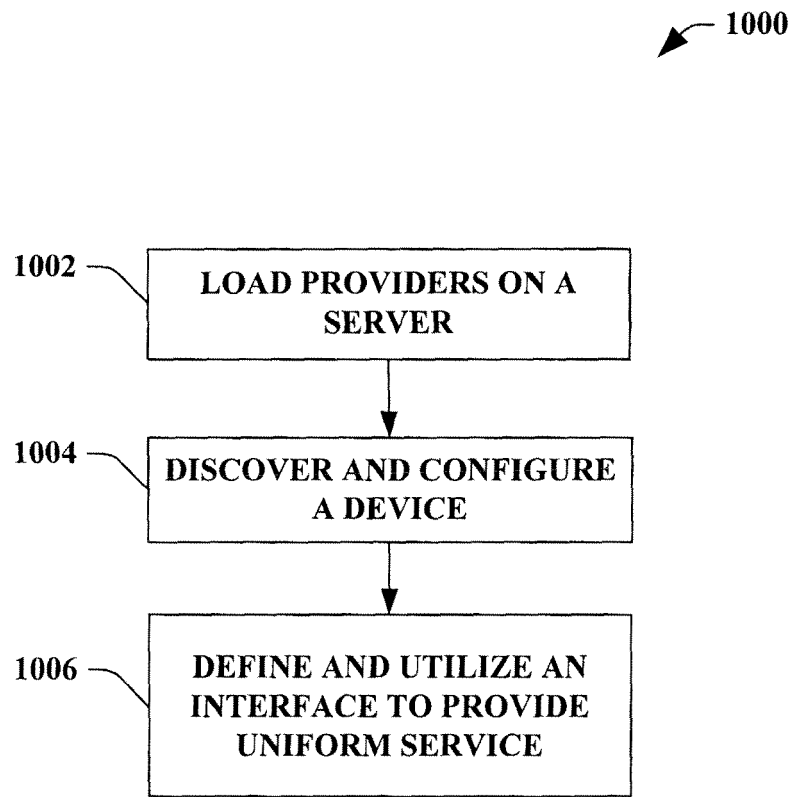 1000
1002
LOAD PROVIDERS ON A
SERVER
1004
DISCOVER AND CONFIGURE
A DEVICE
1006
DEFINE AND UTILIZE AN
INTERFACE TO PROVIDE
UNIFORM SERVICE